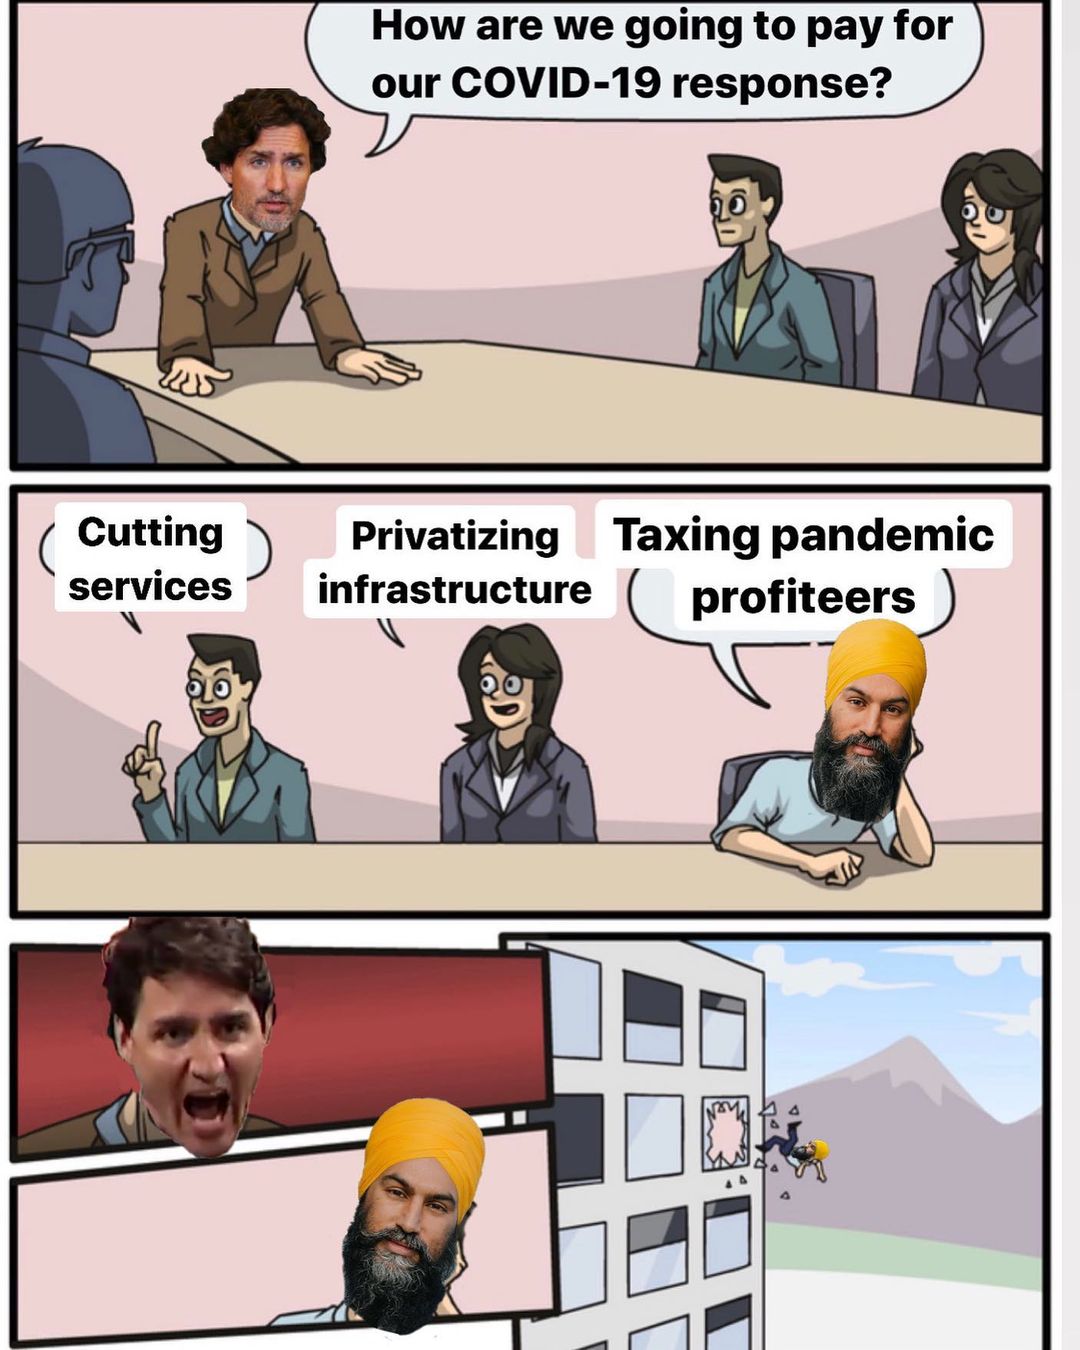 How are we going to pay for
our COVID-19 response?
Cutting
services
Privatizing
infrastructure
Taxing pandemic
profiteers